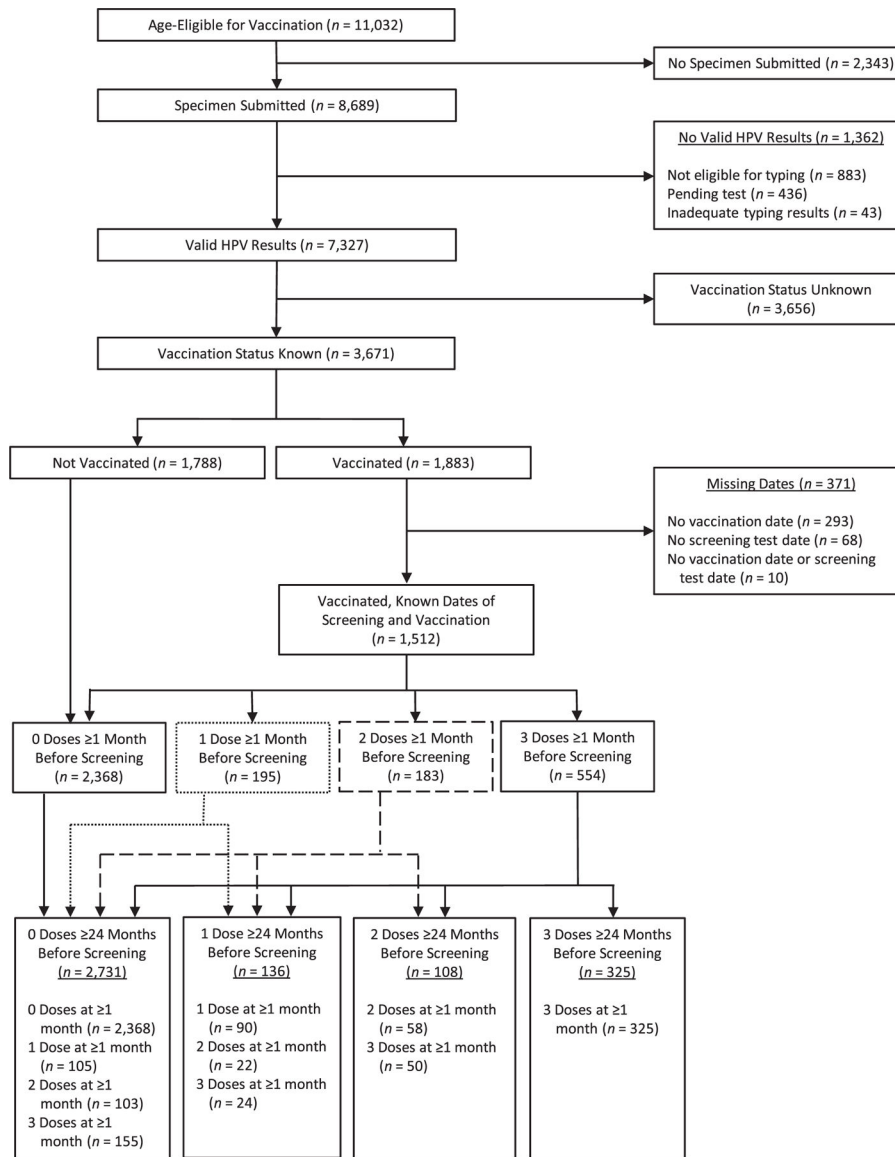 Age-Eligible for Vaccination (n = 11,032)
No Specimen Submitted (n = 2,343)
Specimen Submitted (n = 8,689)
No Valid HPV Results (n = 1,362)
Not eligible for typing (n = 883)
Pending test (n = 436)
Inadequate typing results (n = 43)
Valid HPV Results (n = 7,327)
Vaccination Status Unknown
(n = 3,656)
Vaccination Status Known (n = 3,671)
Not Vaccinated (n = 1,788)
Vaccinated (n = 1,883)
Missing Dates (n = 371)
No vaccination date (n = 293)
No screening test date (n = 68)
No vaccination date or screening
test date (n = 10)
Vaccinated, Known Dates of
Screening and Vaccination
(n = 1,512)
0 Doses ≥1 Month
Before Screening
(n = 2,368)
1 Dose ≥1 Month
Before Screening
(n = 195)
2 Doses ≥1 Month
Before Screening
(n = 183)
3 Doses ≥1 Month
Before Screening
(n = 554)
0 Doses ≥24 Months
Before Screening
(n = 2,731)
0 Doses at ≥1
month (n = 2,368)
1 Dose at ≥1 month
(n = 105)
2 Doses at ≥1
month (n = 103)
3 Doses at ≥1
month (n = 155)
1 Dose ≥24 Months
Before Screening
(n = 136)
1 Dose at ≥1 month
(n = 90)
2 Doses at ≥1 month
(n = 22)
3 Doses at ≥1 month
(n = 24)
2 Doses ≥24 Months
Before Screening
(n = 108)
2 Doses at ≥1 month
(n = 58)
3 Doses at ≥1 month
(n = 50)
3 Doses ≥24 Months
Before Screening
(n = 325)
3 Doses at ≥1
month (n = 325)